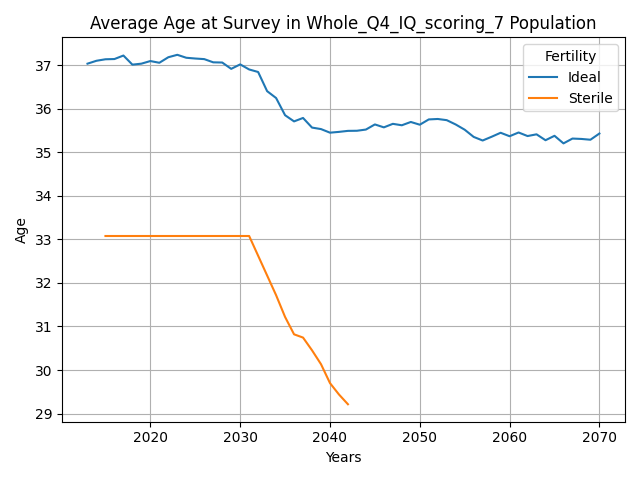 Average Age at Survey in Whole_Q4_IQ_scoring_7 Population
Fertility
Ideal
Sterile
Age
37
36
35
34
33
32
31
30
29
2020 2030 2040 2050 2060 2070
Years